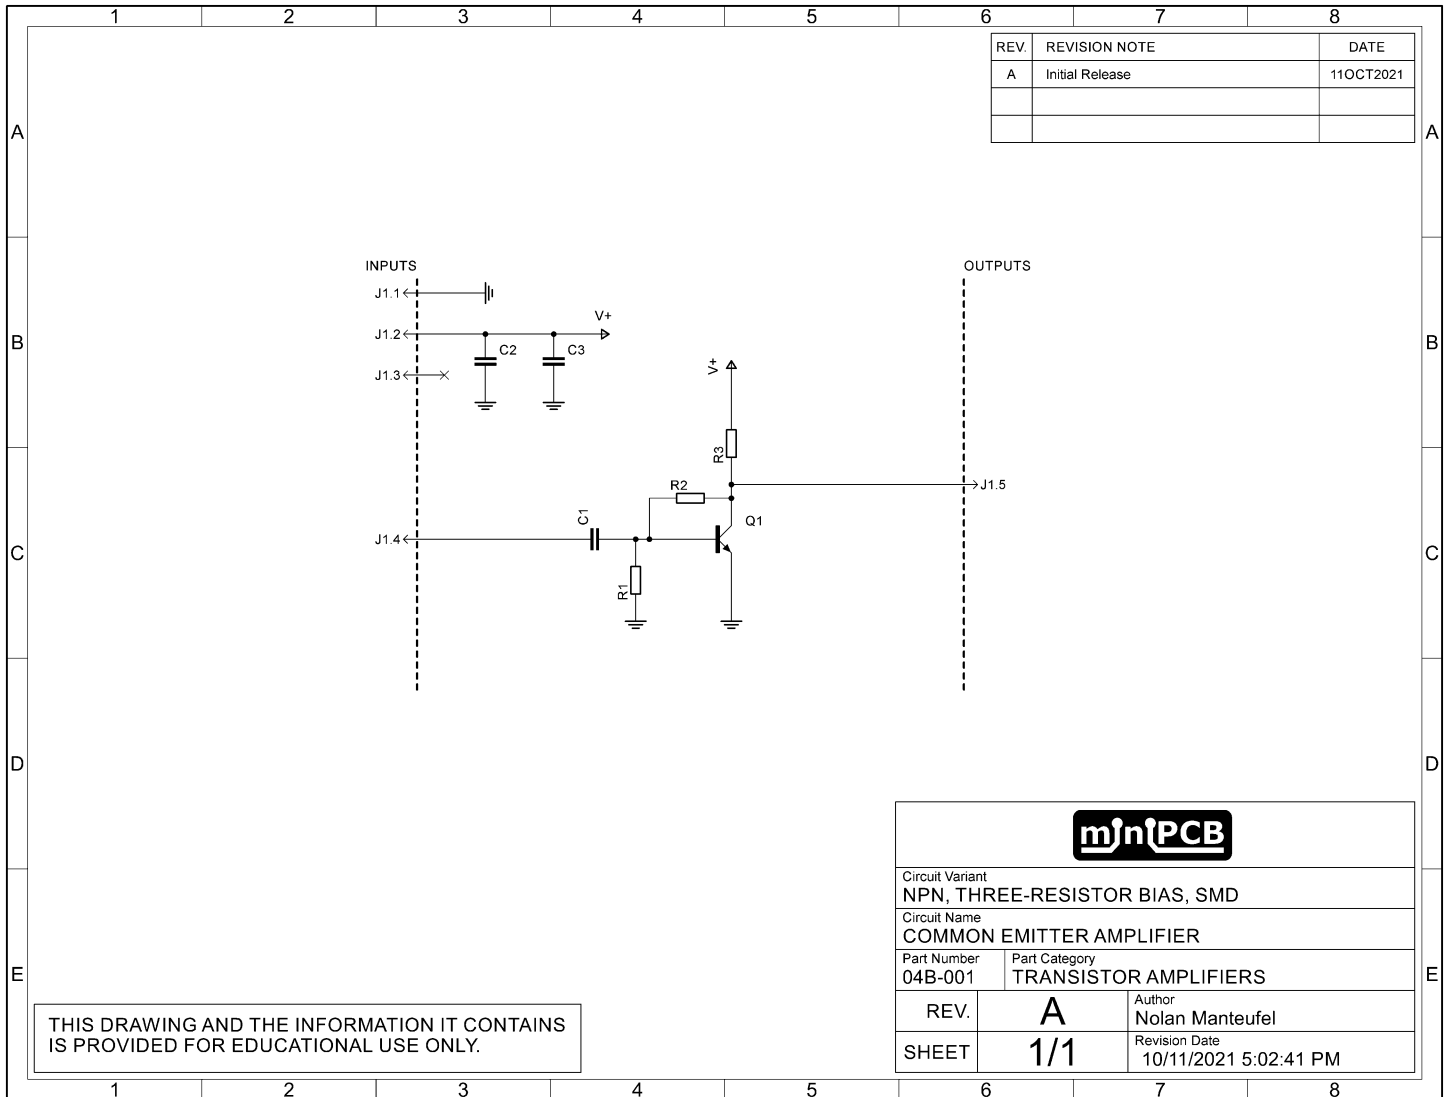 1 2 3 4 5 6 7 8
REV. REVISION NOTE DATE
A Initial Release 11OCT2021
A A
INPUTS OUTPUTS
J1.1
V+
J1.2
B B
C2 C3
J1.3
V+
R3
R2
J1.5
C1
Q1
J1.4
C C
R1
D D
miniPCB
Circuit Variant
NPN, THREE-RESISTOR BIAS, SMD
Circuit Name
COMMON EMITTER AMPLIFIER
Part Number Part Category
04B-001 TRANSISTOR AMPLIFIERS
E E
REV. A Author
Nolan Manteufel
SHEET 1/1 Revision Date
10/11/2021 5:02:41 PM
THIS DRAWING AND THE INFORMATION IT CONTAINS
IS PROVIDED FOR EDUCATIONAL USE ONLY.
1 2 3 4 5 6 7 8